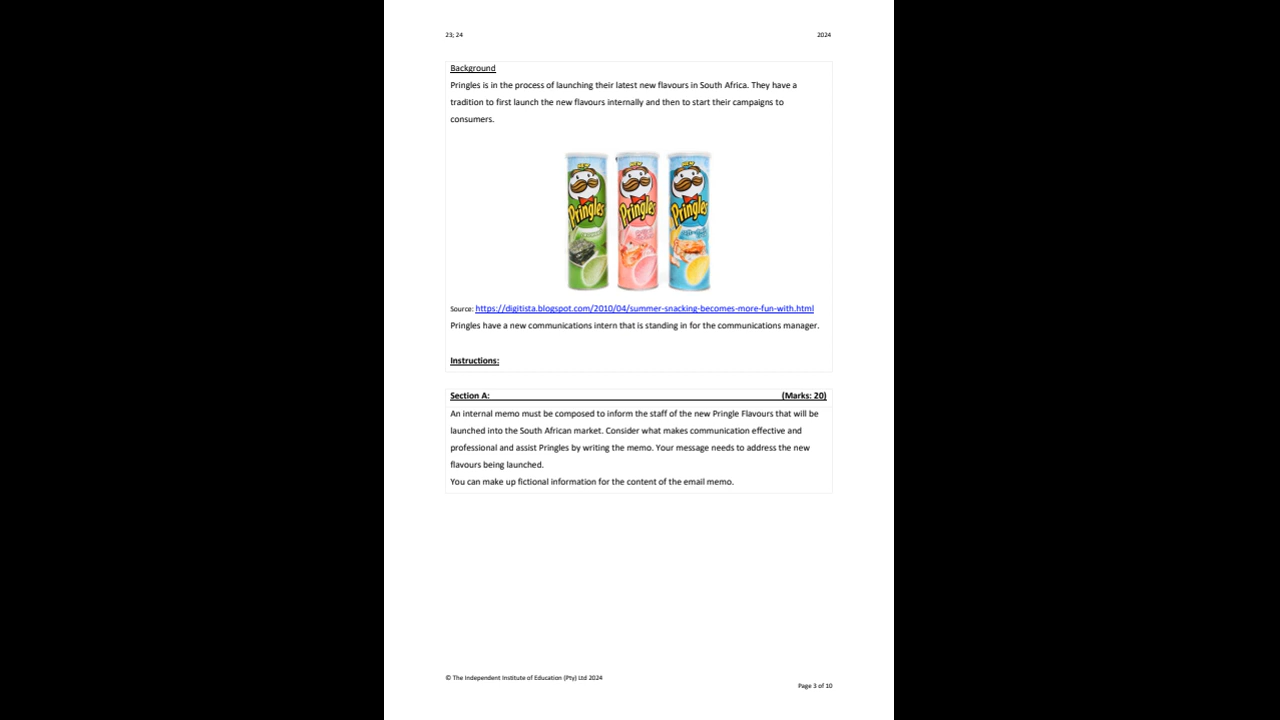 23; 24
2024
Background
Pringles is in the process of launching their latest new flavours in South Africa. They have a
tradition to first launch the new flavours internally and then to start their campaigns to
consumers.
Pringles
Pringles
Pringles
Source: https://digitista.blogspot.com/2010/04/summer-snacking-becomes-more-fun-with.html
Pringles have a new communications intern that is standing in for the communications manager.
Instructions:
Section A: (Marks: 20)
An internal memo must be composed to inform the staff of the new Pringle Flavours that will be
launched into the South African market. Consider what makes communication effective and
professional and assist Pringles by writing the memo. Your message needs to address the new
flavours being launched.
You can make up fictional information for the content of the email memo.
© The Independent Institute of Education (Pty) Ltd 2024
Page 3 of 10